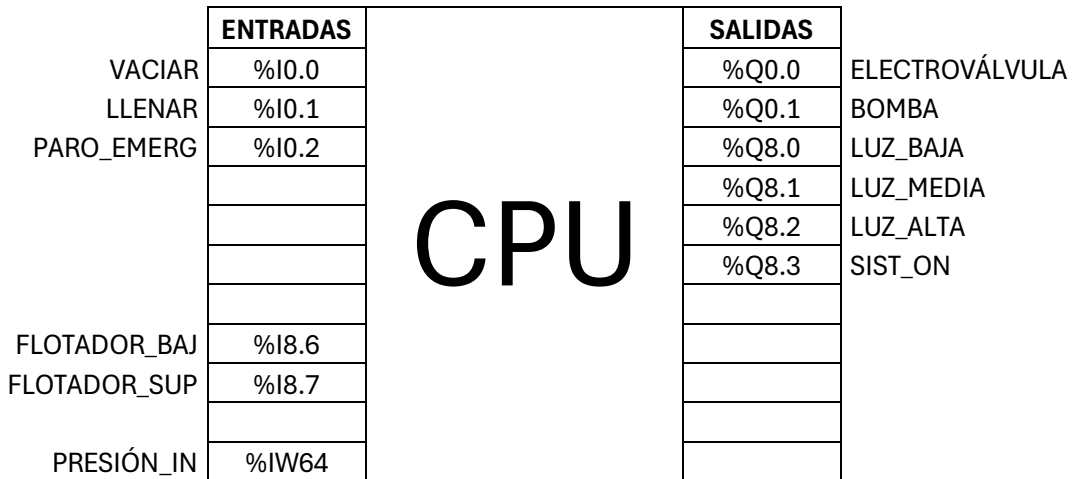 ENTRADAS SALIDAS
VACIAR %I0.0 %Q0.0 ELECTROVÁLVULA
LLENAR %I0.1 %Q0.1 BOMBA
PARO_EMERG %I0.2 %Q8.0 LUZ_BAJA
%Q8.1 LUZ_MEDIA
CPU
%Q8.2 LUZ_ALTA
%Q8.3 SIST_ON
FLOTADOR_BAJ %I8.6
FLOTADOR_SUP %I8.7
PRESIÓN_IN %IW64